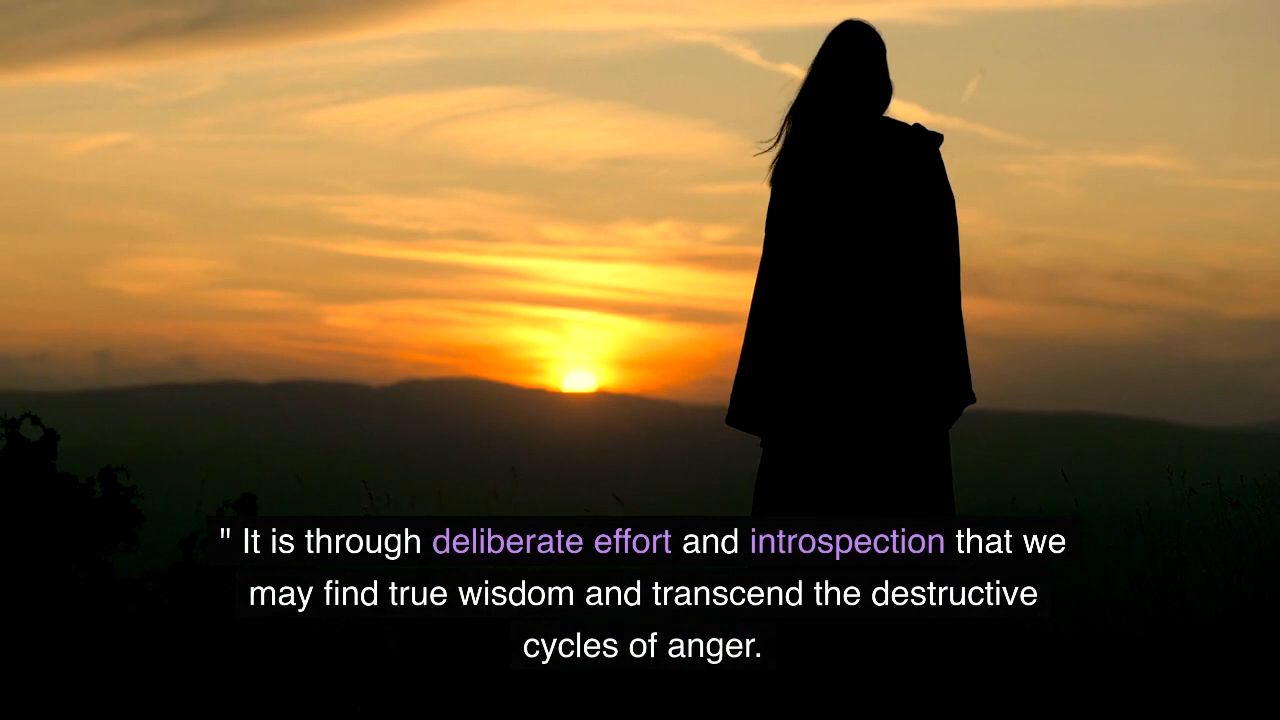 " It is through deliberate effort and introspection that we
may find true wisdom and transcend the destructive
cycles of anger.